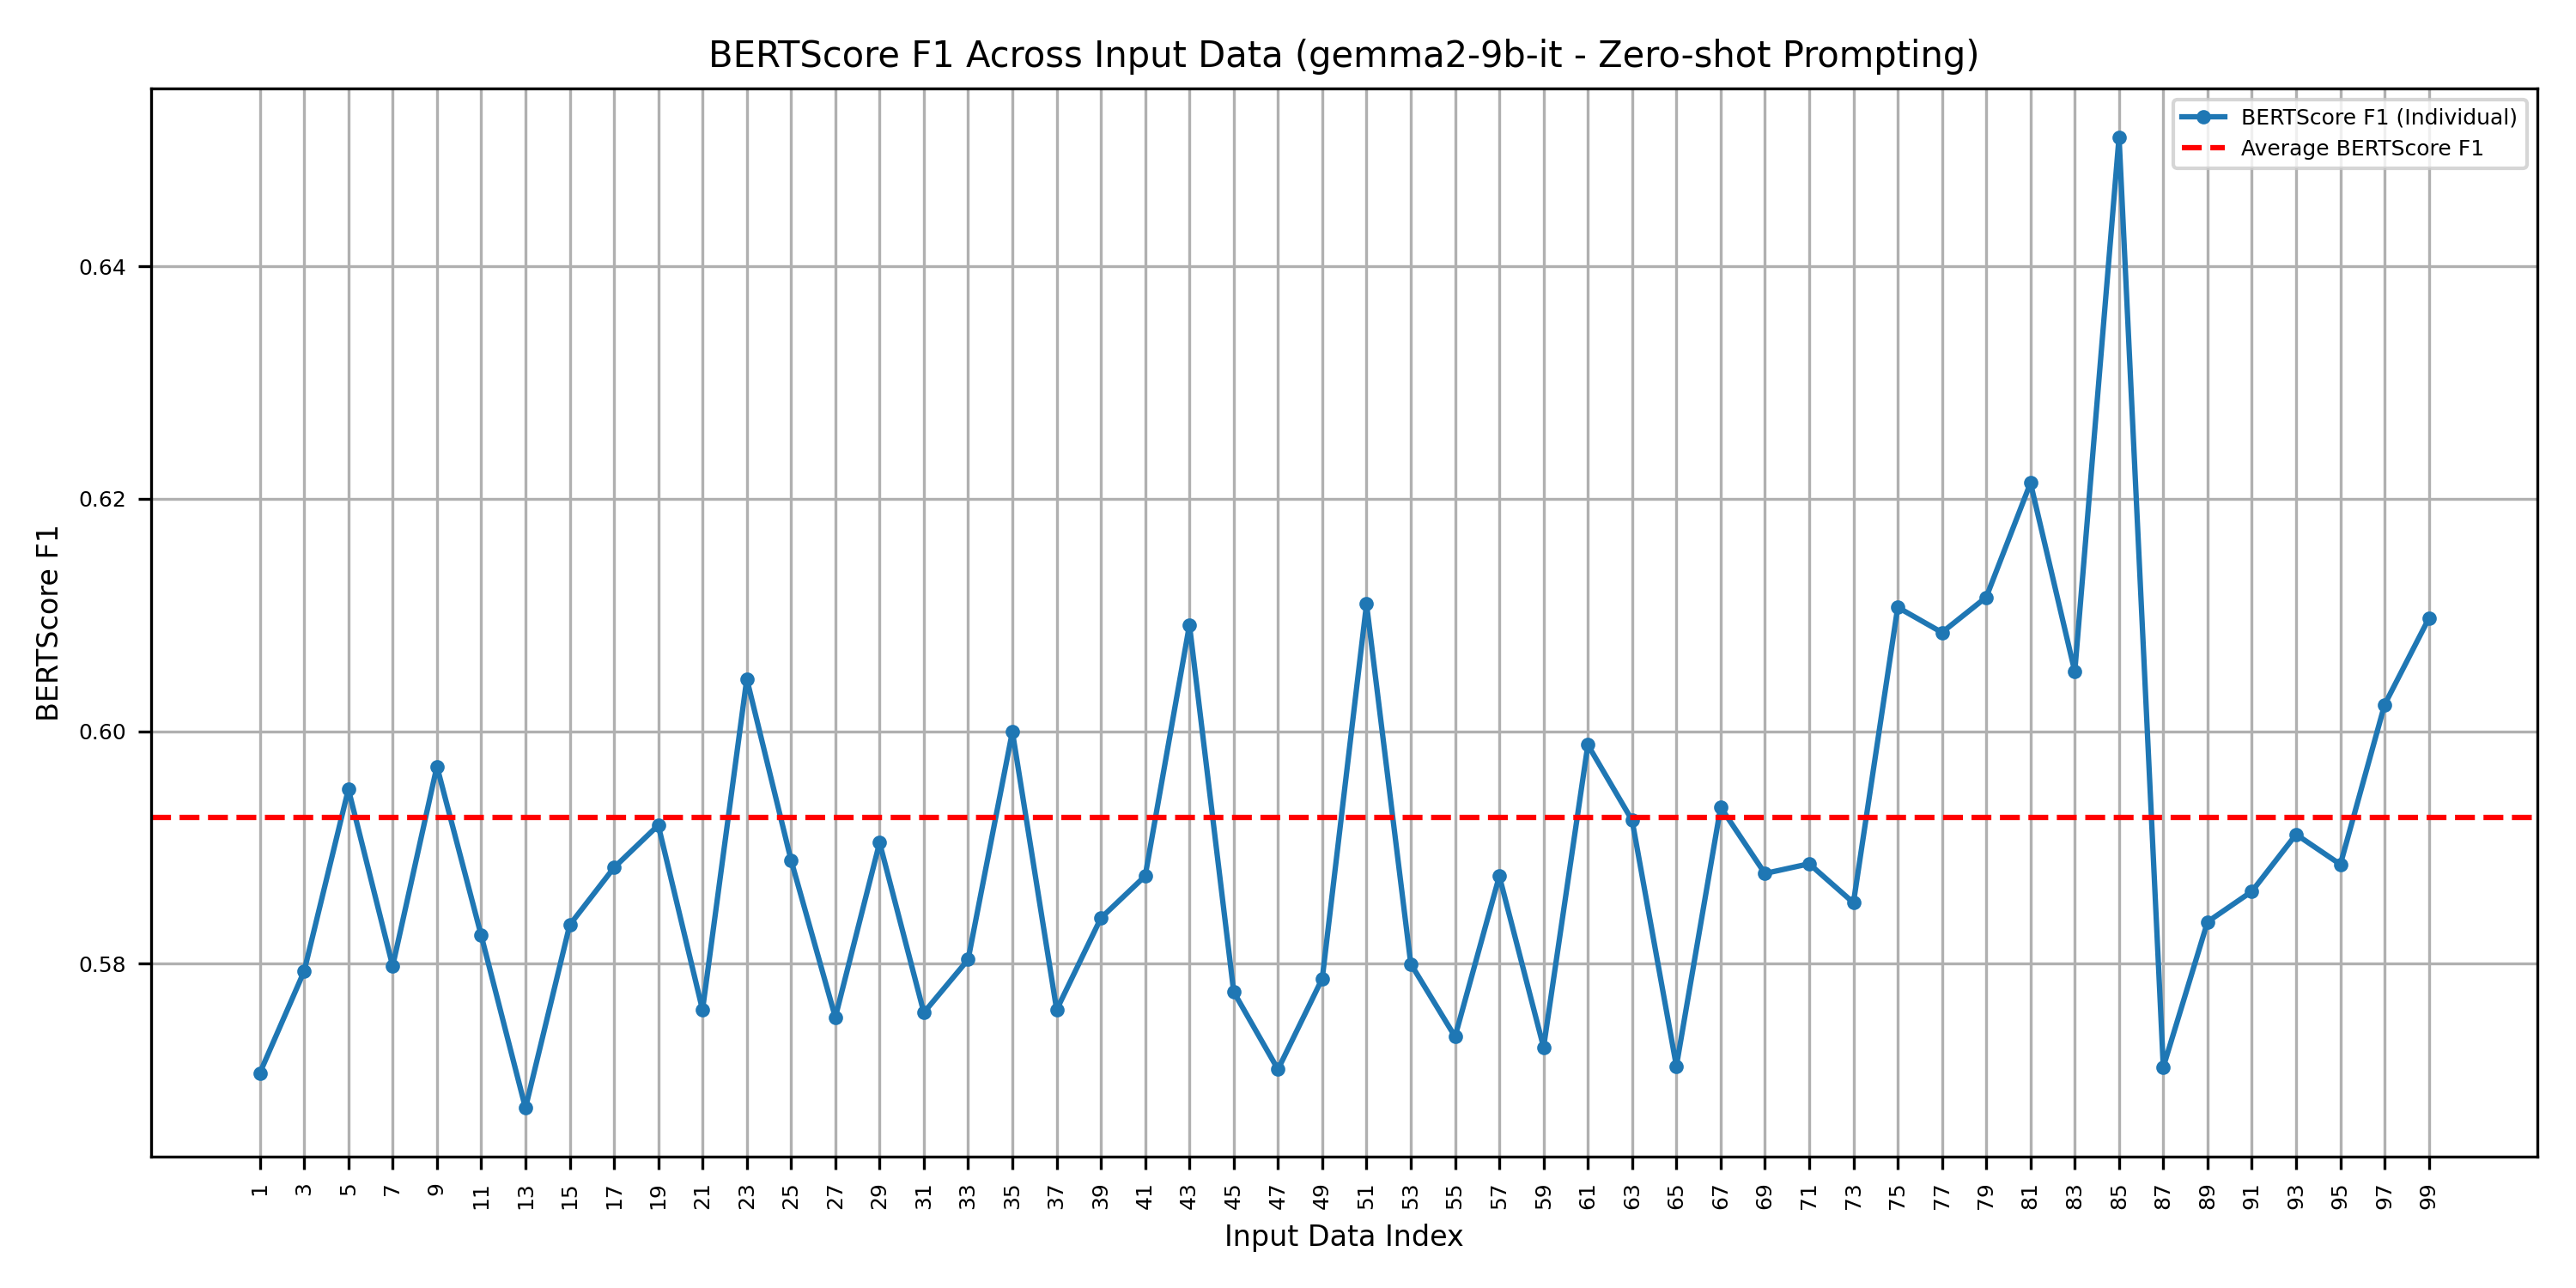 BERTScore F1 Across Input Data (gemma2-9b-it - Zero-shot Prompting)
BERTScore F1 (Individual)
Average BERTScore F1
BERTScore F1
0.64
0.62
0.60
0.58
1 3 5 7 9 11 13 15 17 19 21 23 25 27 29 31 33 35 37 39 41 43 45 47 49 51 53 55 57 59 61 63 65 67 69 71 73 75 77 79 81 83 85 87 89 91 93 95 97 99
Input Data Index